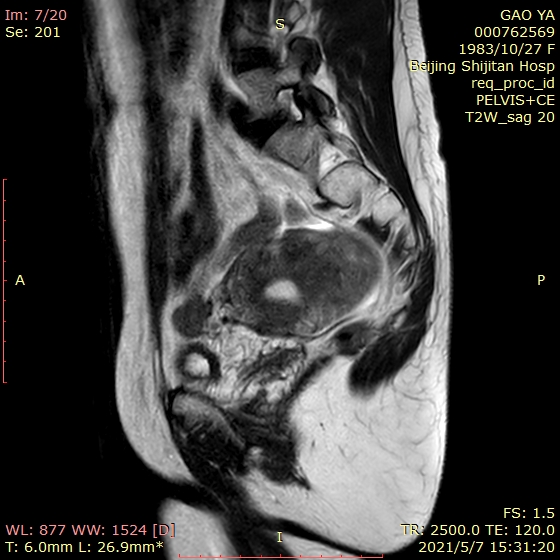 Im: 7/20
Se: 201
S
GAO YA
000762569
1983/10/27 F
Beijing Shijitan Hosp
req_proc_id
PELVIS+CE
T2W_sag 20
A
P
WL: 877 WW: 1524 [D]
T: 6.0mm L: 26.9mm*
I
FS: 1.5
TR: 2500.0 TE: 120.0
2021/5/7 15:31:20